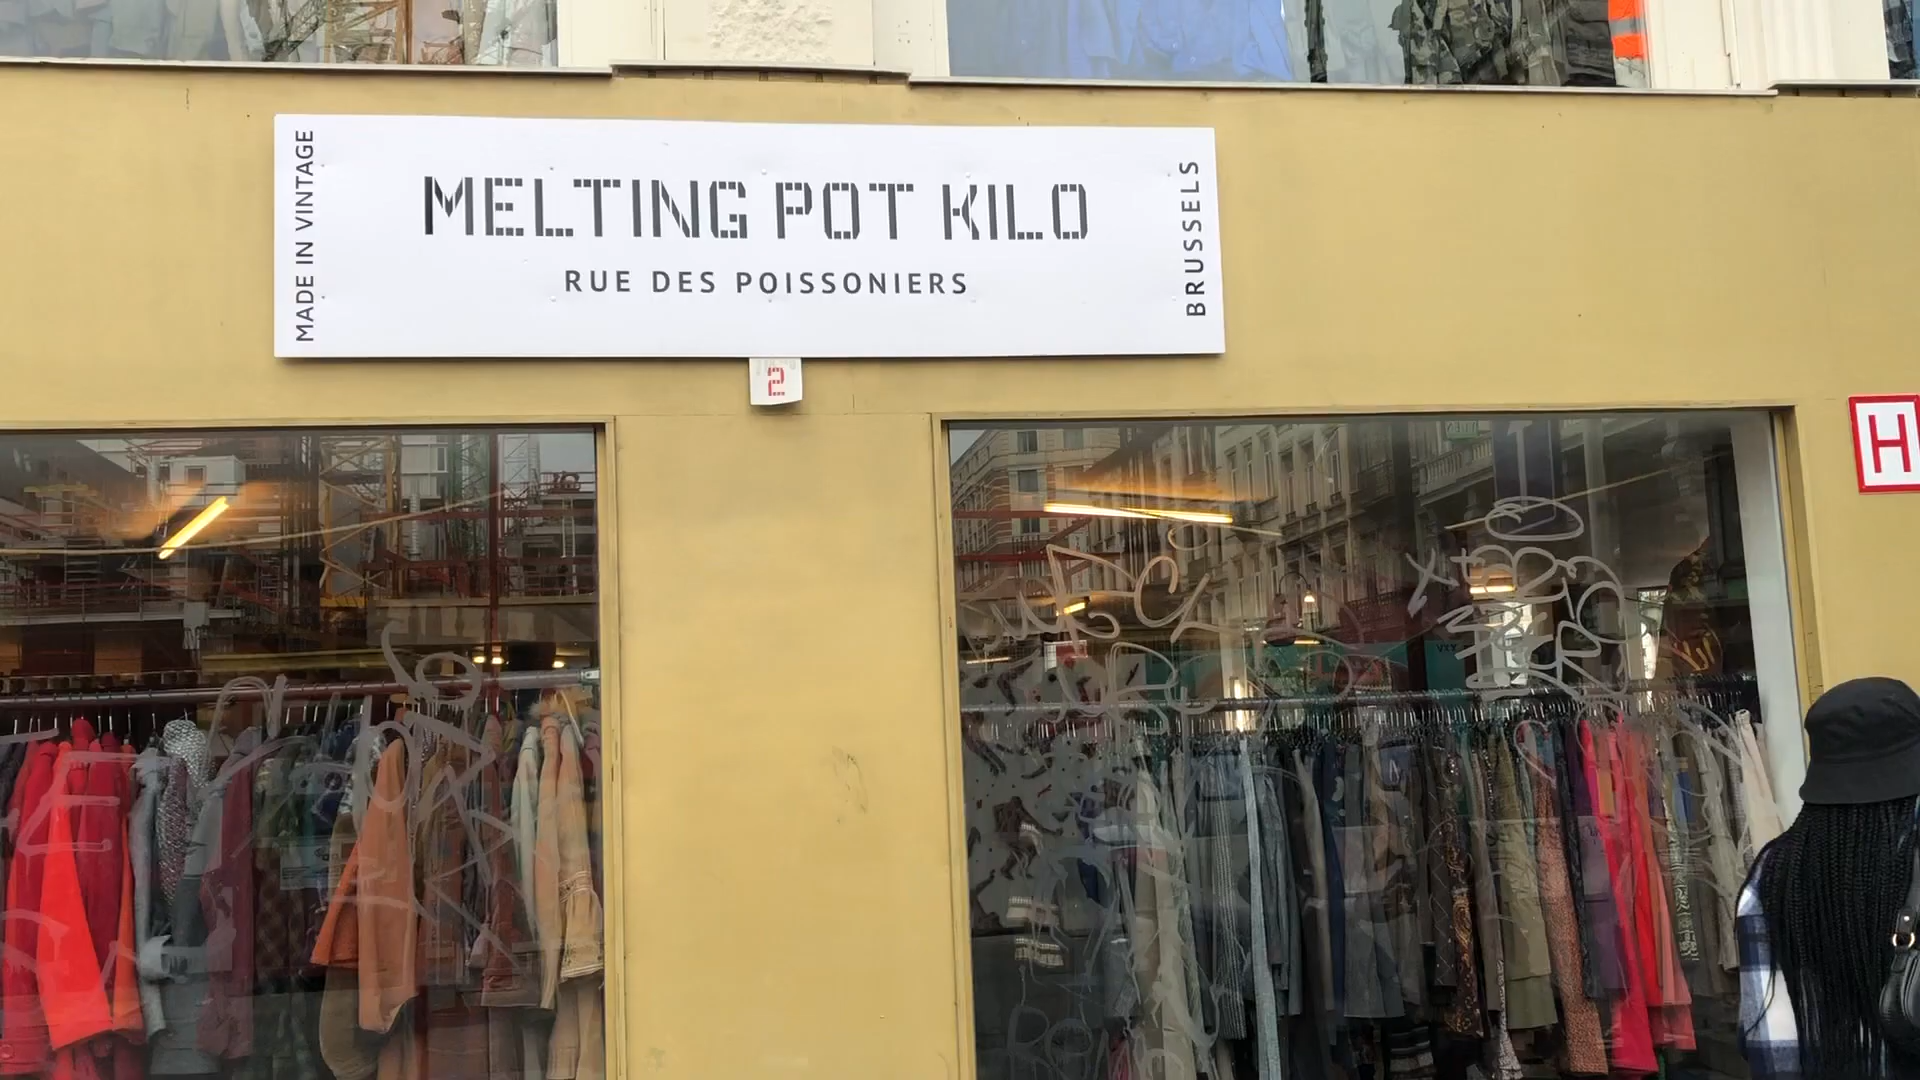 MADE IN VINTAGE
MELTING POT KILO
RUE DES POISSONIERS
BRUSSELS
2
H